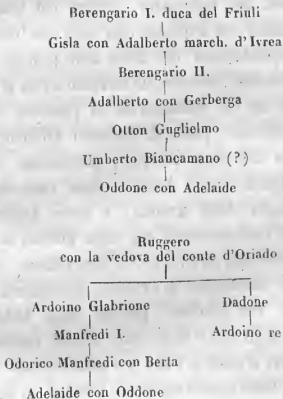 Berengario I. duca del Friuli
Gisla con Adalberto march. d'Ivrea
Berengario II.
Adalberto con Gerberga
Otton Guglielmo
Umberto Biancamano (?)
Oddone con Adelaide
Ruggero
con la vedova del conte d'Oriado
Ardoino Glabrione Dadone
Manfredi I. Ardoino re
Odorico Manfredi con Berta
Adelaide con Oddone